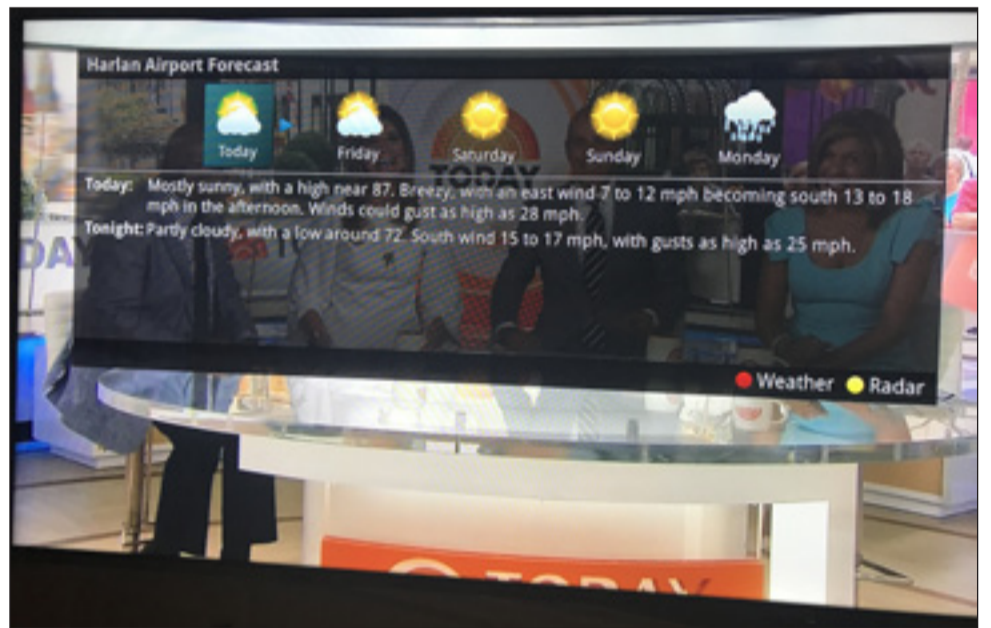 Harlan Airport Forecast
Today Friday Saturday Sunday Monday
TODAY
Today: Mostly sunny, with a high near 87. Breezy, with an east wind 7 to 12 mph becoming south 13 to 18
mph in the afternoon. Winds could gust as high as 28 mph.
Tonight: Partly cloudy, with a low around 72. South wind 15 to 17 mph, with gusts as high as 25 mph.
DAY
Weather Radar
TODAY